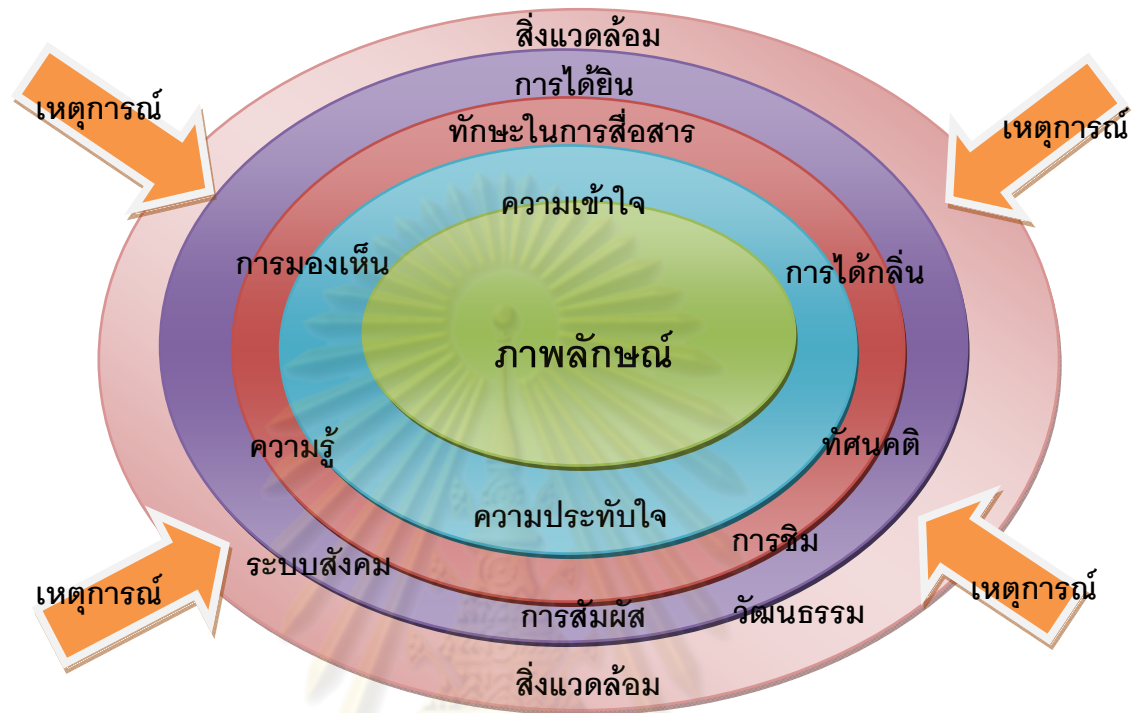 สิ่งแวดล้อม
การได้ยิน
เหตุการณ์
เหตุการณ์
ทักษะในการสื่อสาร
ความเข้าใจ
การมองเห็น
การได้กลิ่น
ภาพลักษณ์
ความรู้
ทัศนคติ
ความประทับใจ
การชิม
ระบบสังคม
เหตุการณ์
เหตุการณ์
การสัมผัส
วัฒนธรรม
สิ่งแวดล้อม